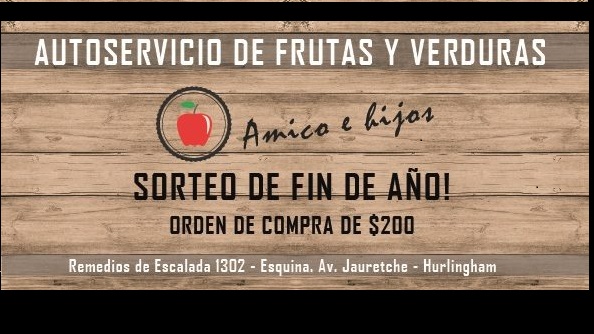 AUTOSERVICIO DE FRUTAS Y VERDURAS
Amico e hijos
SORTEO DE FIN DE AÑO!
ORDEN DE COMPRA DE $200
Remedios de Escalada 1302 - Esquina. Av. Jauretche - Hurlingham